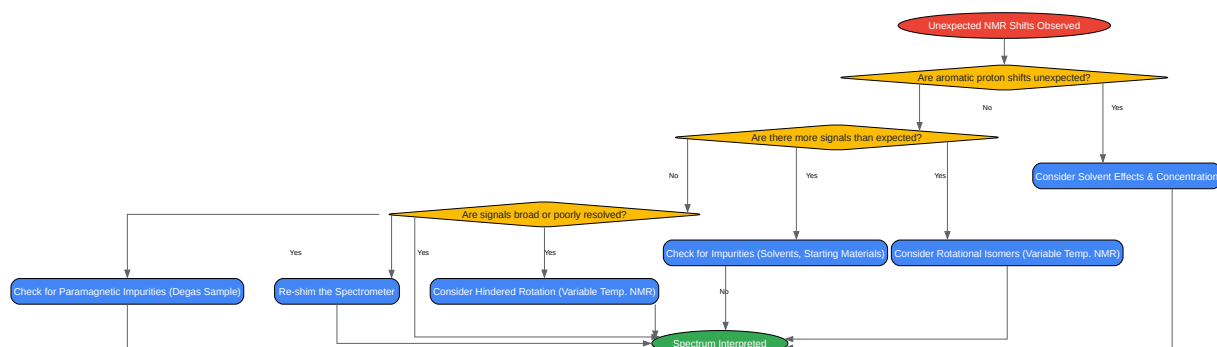 Unexpected NMR Shifts Observed
Are aromatic proton shifts unexpected?
No
Yes
Are there more signals than expected?
Consider Solvent Effects & Concentration
No
Yes
Yes
Are signals broad or poorly resolved?
Check for Impurities (Solvents, Starting Materials)
Consider Rotational Isomers (Variable Temp. NMR)
Yes
Yes
Yes
Check for Paramagnetic Impurities (Degas Sample)
Re-shim the Spectrometer
Consider Hindered Rotation (Variable Temp. NMR)
No
Spectrum Interpreted